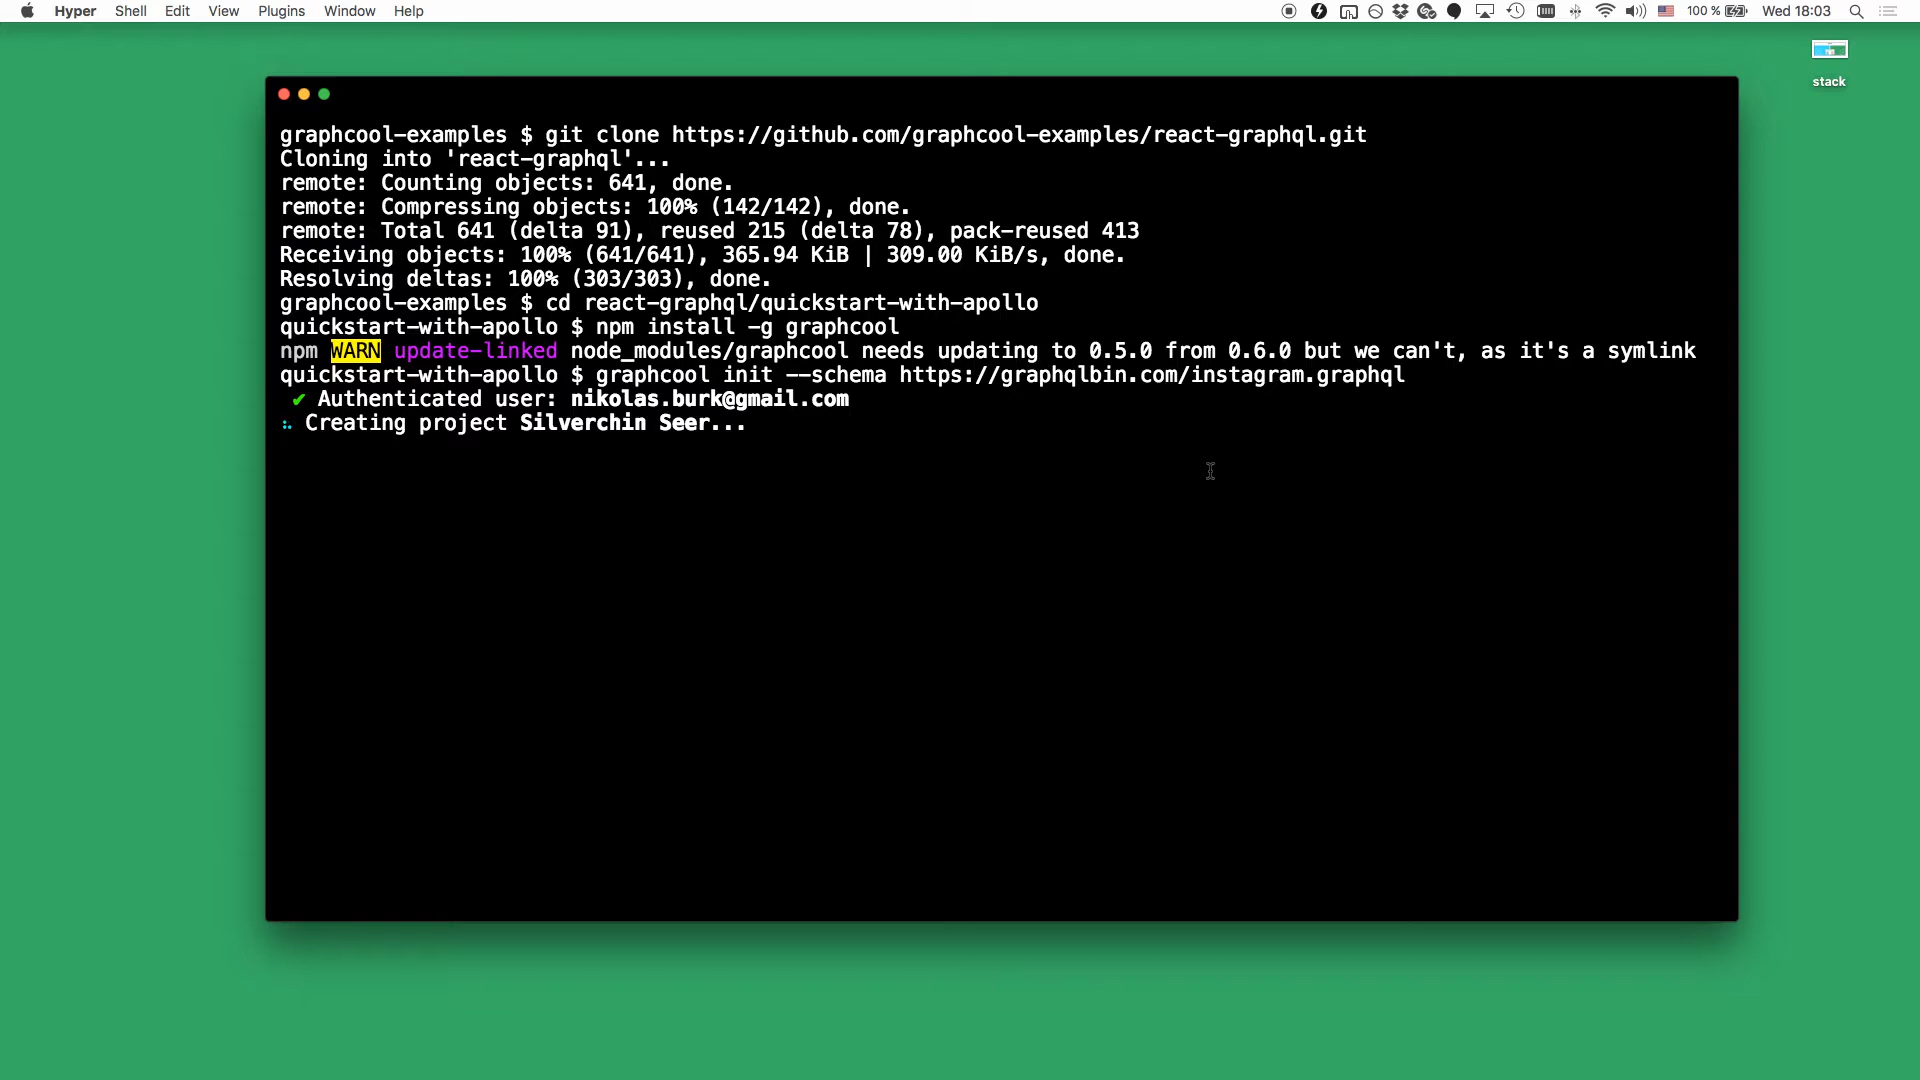 Hyper Shell Edit View Plugins Window Help 100 % Wed 18:03
stack
graphcool-examples $ git clone https://github.com/graphcool-examples/react-graphql.git
Cloning into 'react-graphql'...
remote: Counting objects: 641, done.
remote: Compressing objects: 100% (142/142), done.
remote: Total 641 (delta 91), reused 215 (delta 78), pack-reused 413
Receiving objects: 100% (641/641), 365.94 KiB | 309.00 KiB/s, done.
Resolving deltas: 100% (303/303), done.
graphcool-examples $ cd react-graphql/quickstart-with-apollo
quickstart-with-apollo $ npm install -g graphcool
npm WARN update-linked node_modules/graphcool needs updating to 0.5.0 from 0.6.0 but we can't, as it's a symlink
quickstart-with-apollo $ graphcool init --schema https://graphqlbin.com/instagram.graphql
✔ Authenticated user: nikolas.burk@gmail.com
Creating project Silverchin Seer...